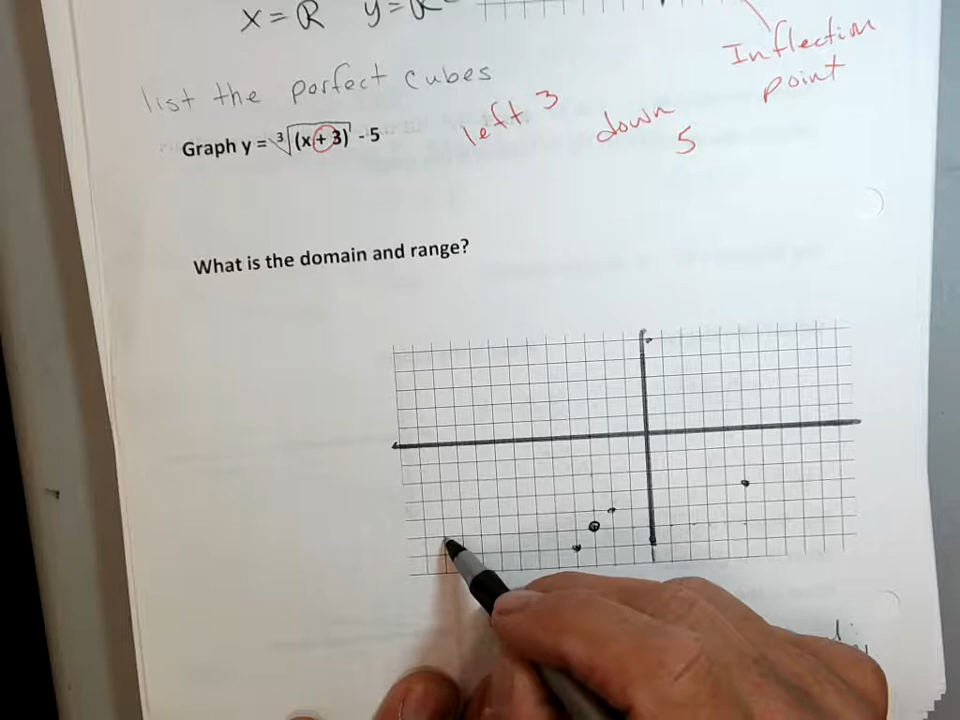 x = ℝ y = ℝ
Inflection
point
list the perfect cubes
left 3
down
5
Graph y = ∛(x + 3) - 5
What is the domain and range?